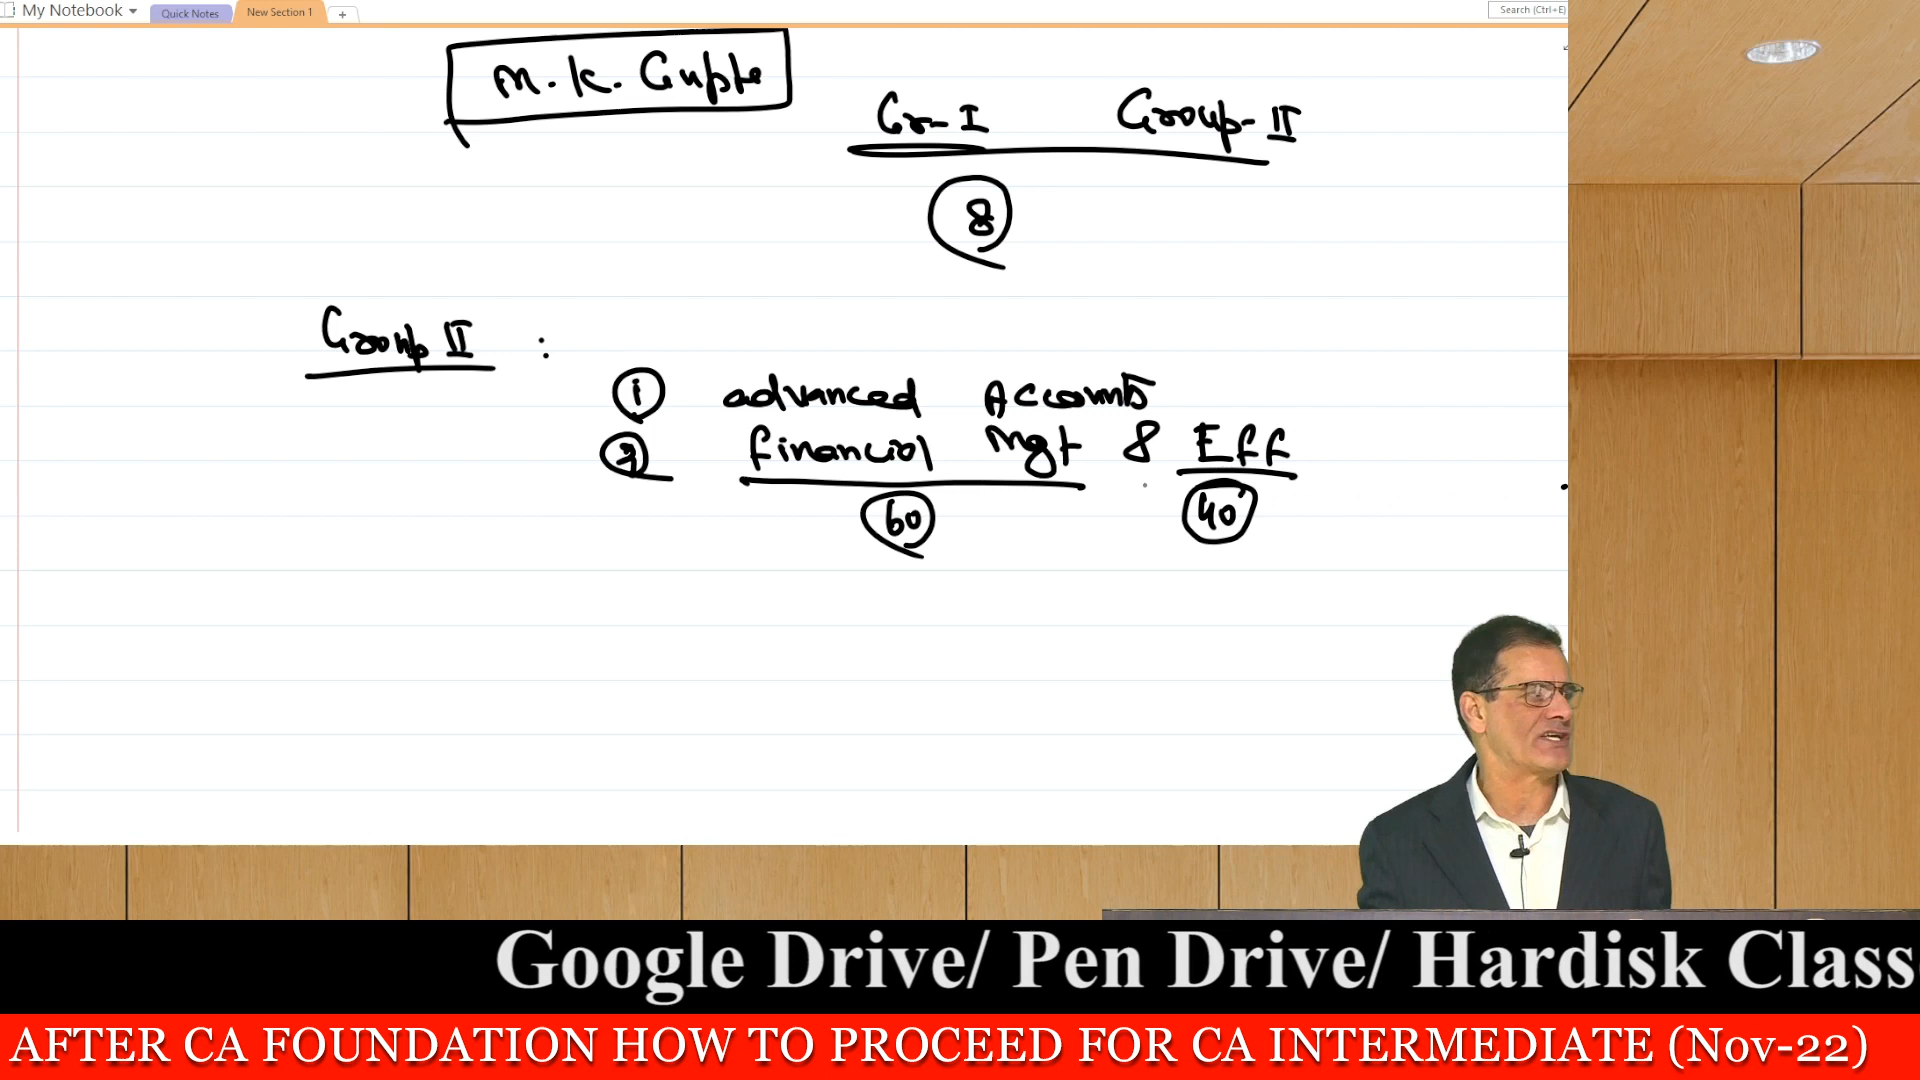 My Notebook
Quick Notes
New Section 1
Search (Ctrl+E)
M.K. Gupta
Gr-I Group-II
8
Group II :
1 advanced Accounts
2 financial Mgt & Eff
60 40
Google Drive/ Pen Drive/ Hardisk Class
AFTER CA FOUNDATION HOW TO PROCEED FOR CA INTERMEDIATE (Nov-22)